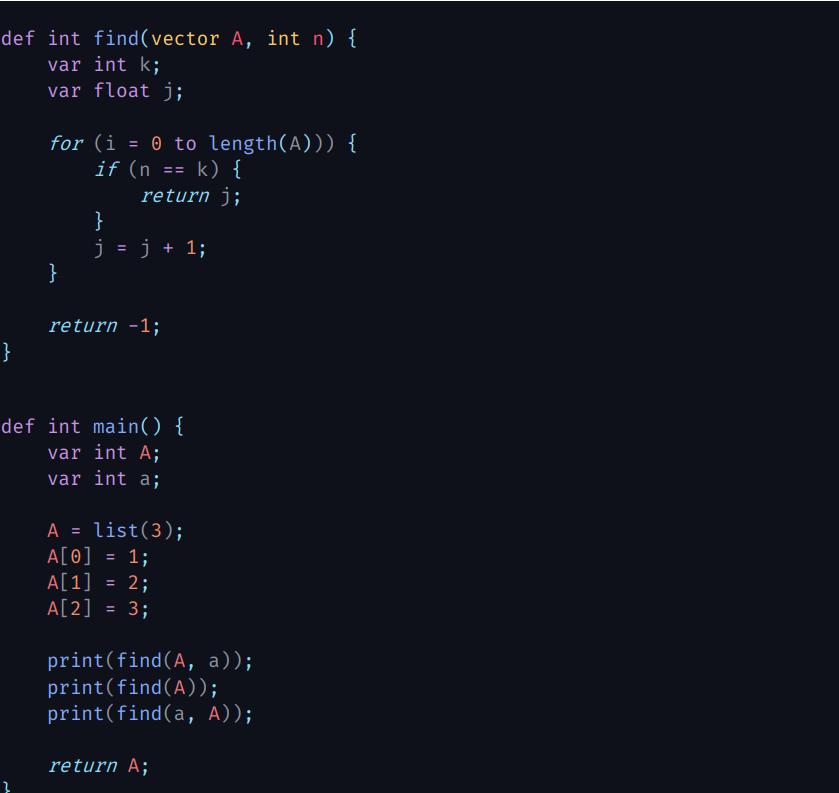 def int find(vector A, int n) {
    var int k;
    var float j;

    for (i = 0 to length(A))) {
        if (n == k) {
            return j;
        }
        j = j + 1;
    }

    return -1;
}


def int main() {
    var int A;
    var int a;

    A = list(3);
    A[0] = 1;
    A[1] = 2;
    A[2] = 3;

    print(find(A, a));
    print(find(A));
    print(find(a, A));

    return A;
}